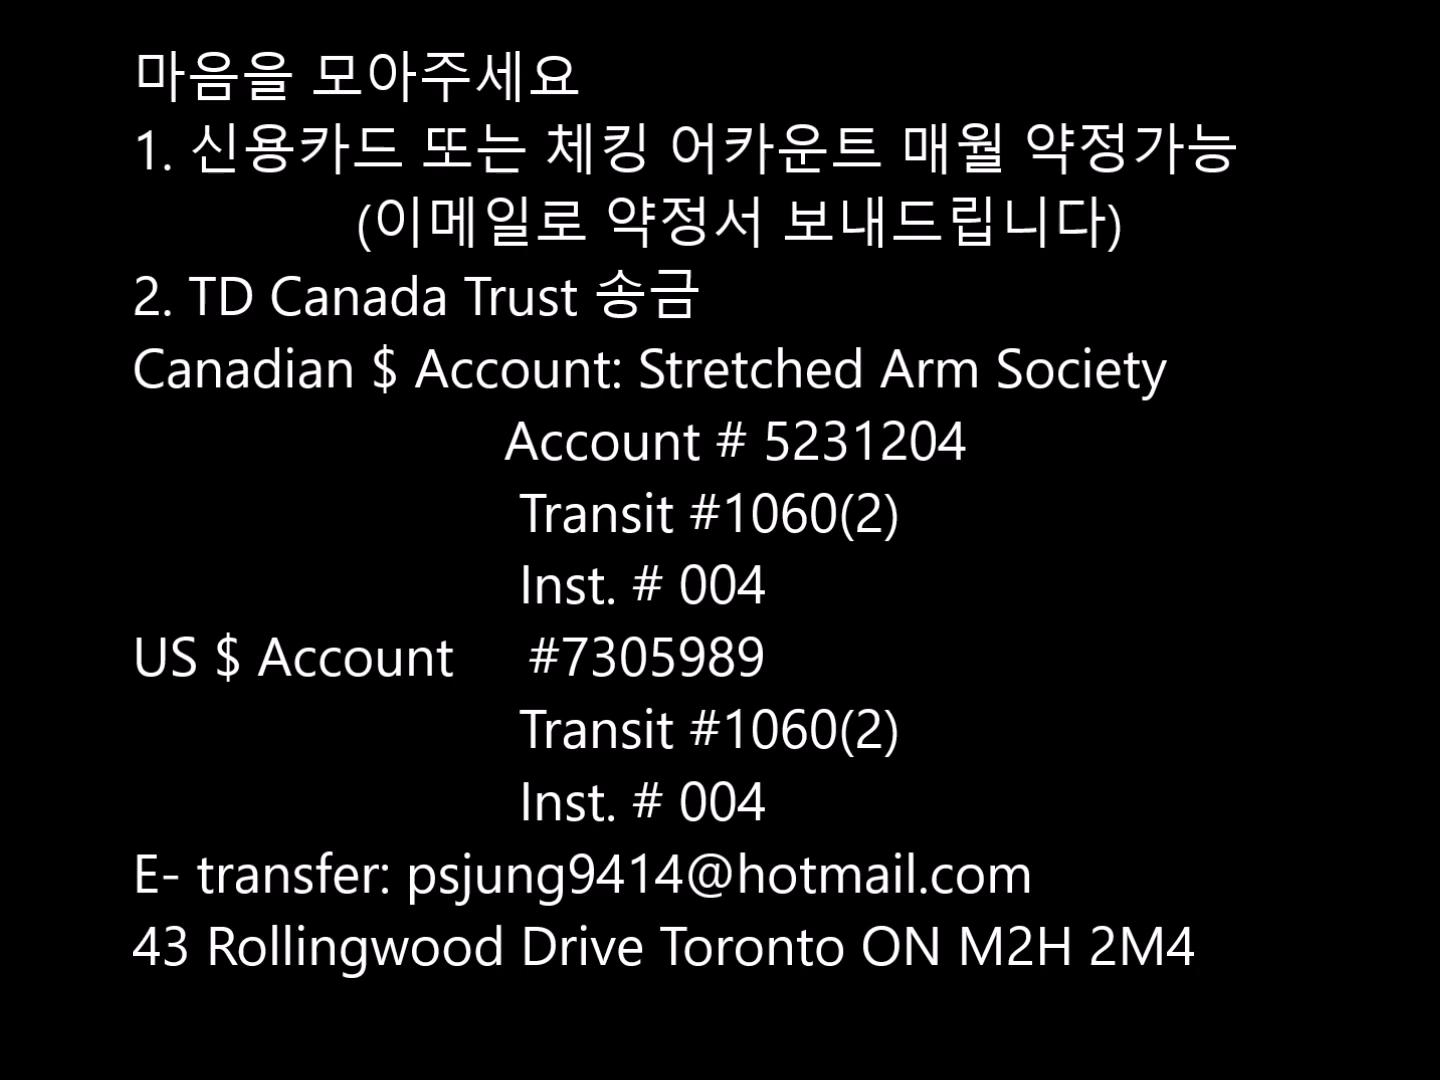 마음을 모아주세요
1. 신용카드 또는 체킹 어카운트 매월 약정가능
(이메일로 약정서 보내드립니다)
2. TD Canada Trust 송금
Canadian $ Account: Stretched Arm Society
Account # 5231204
Transit #1060(2)
Inst. # 004
US $ Account #7305989
Transit #1060(2)
Inst. # 004
E- transfer: psjung9414@hotmail.com
43 Rollingwood Drive Toronto ON M2H 2M4